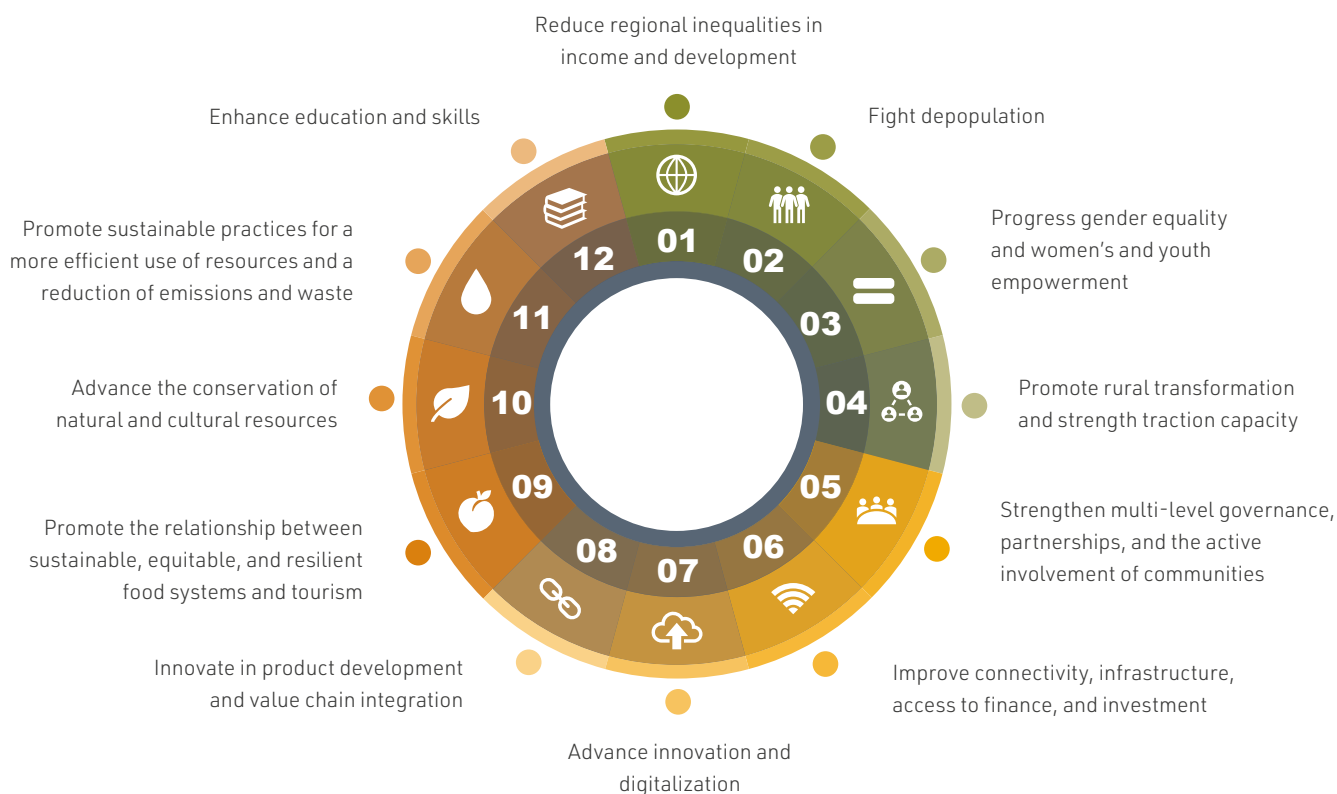 Reduce regional inequalities in
income and development
Fight depopulation
Progress gender equality
and women's and youth
empowerment
Promote rural transformation
and strength traction capacity
Strengthen multi-level governance,
partnerships, and the active
involvement of communities
Improve connectivity, infrastructure,
access to finance, and investment
Advance innovation and
digitalization
Innovate in product development
and value chain integration
Promote the relationship between
sustainable, equitable, and resilient
food systems and tourism
Advance the conservation of
natural and cultural resources
Promote sustainable practices for a
more efficient use of resources and a
reduction of emissions and waste
Enhance education and skills
01
02
03
04
05
06
07
08
09
10
11
12